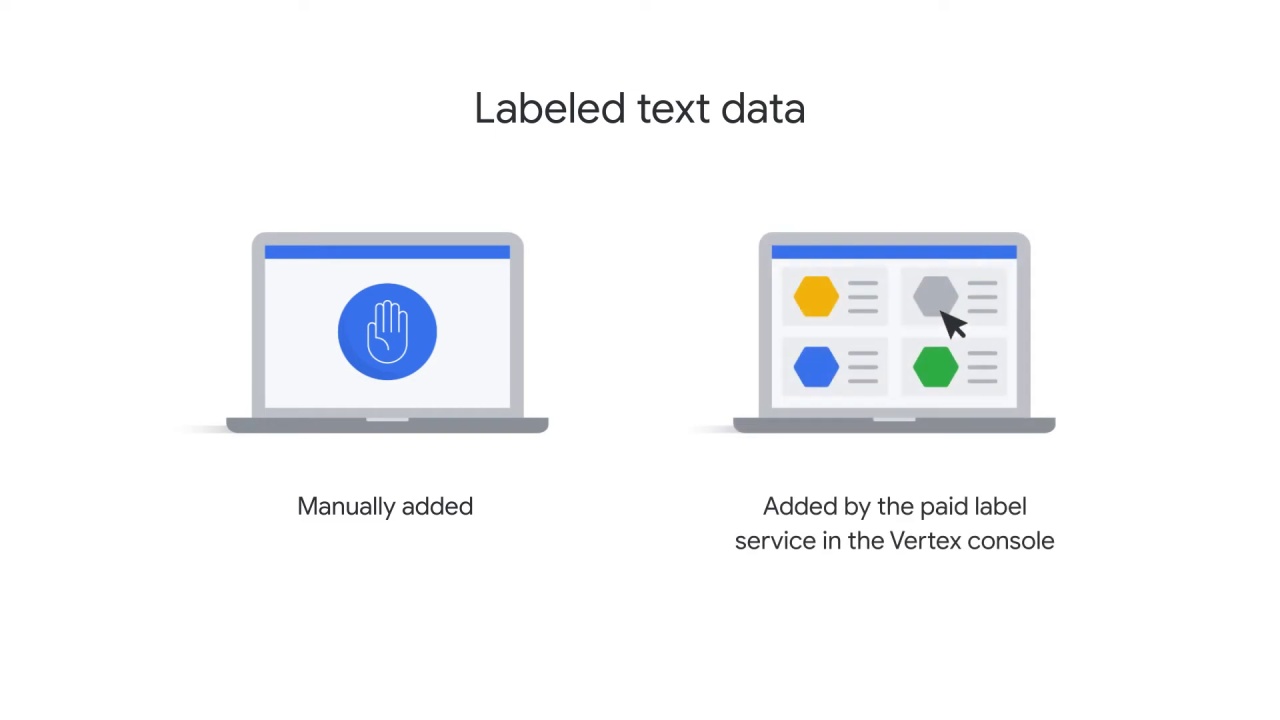 Labeled text data
Manually added
Added by the paid label
service in the Vertex console